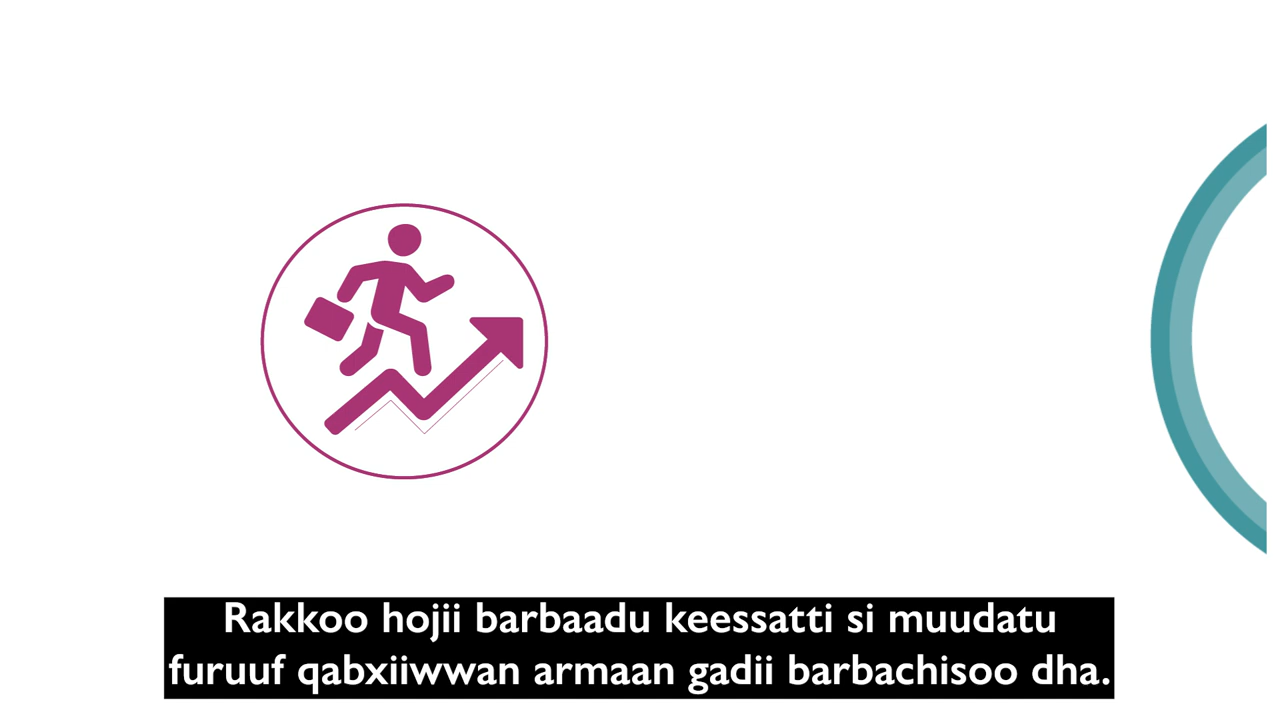 Rakkoo hojii barbaadu keessatti si muudatu
furuuf qabxiiwwan armaan gadii barbachisoo dha.